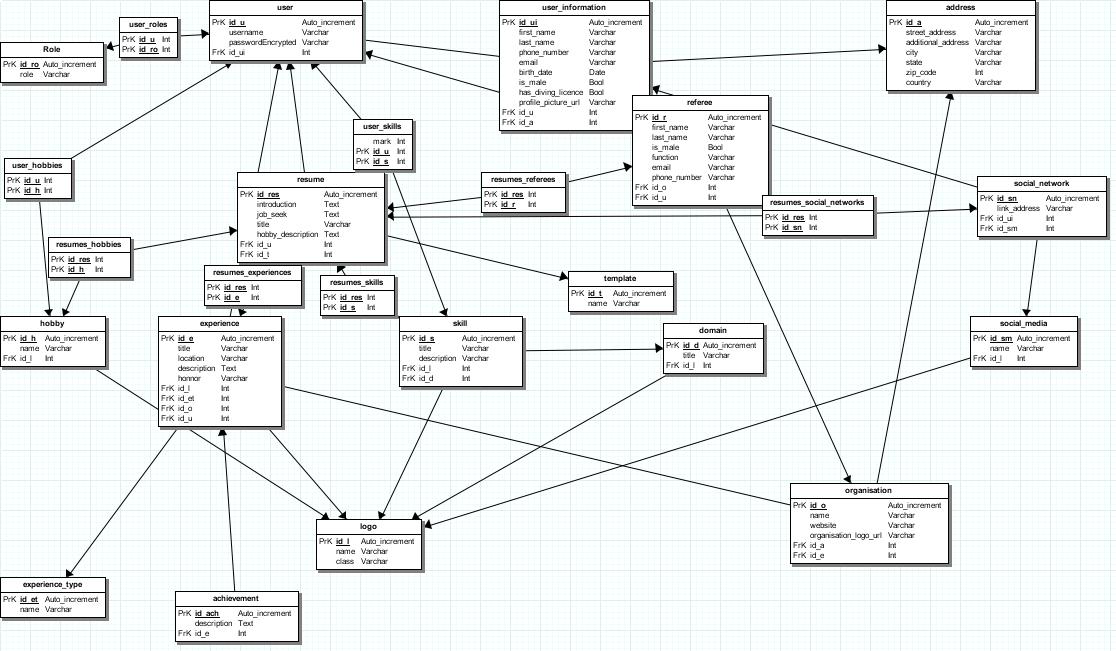 user
PrK id_u Auto_increment
username Varchar
passwordEncrypted Varchar
FrK id_ui Int
user_information
PrK id_ui Auto_increment
first_name Varchar
last_name Varchar
phone_number Varchar
email Varchar
birth_date Date
is_male Bool
has_diving_licence Bool
profile_picture_url Varchar
FrK id_u Int
FrK id_a Int
address
PrK id_a Auto_increment
street_address Varchar
additional_address Varchar
city Varchar
state Varchar
zip_code Int
country Varchar
user_roles
PrK id_u Int
PrK id_ro Int
Role
PrK id_ro Auto_increment
role Varchar
referee
PrK id_r Auto_increment
first_name Varchar
last_name Varchar
is_male Bool
function Varchar
email Varchar
phone_number Varchar
FrK id_o Int
FrK id_u Int
user_skills
mark Int
PrK id_u Int
PrK id_s Int
user_hobbies
PrK id_u Int
PrK id_h Int
resume
PrK id_res Auto_increment
introduction Text
job_seek Text
title Varchar
hobby_description Text
FrK id_u Int
FrK id_t Int
resumes_referees
PrK id_res Int
PrK id_r Int
social_network
PrK id_sn Auto_increment
link_address Varchar
FrK id_ui Int
FrK id_sm Int
resumes_social_networks
PrK id_res Int
PrK id_sn Int
resumes_hobbies
PrK id_res Int
PrK id_h Int
resumes_experiences
PrK id_res Int
PrK id_e Int
resumes_skills
PrK id_res Int
PrK id_s Int
template
PrK id_t Auto_increment
name Varchar
hobby
PrK id_h Auto_increment
name Varchar
FrK id_l Int
experience
PrK id_e Auto_increment
title Varchar
location Varchar
description Text
honnor Varchar
FrK id_l Int
FrK id_et Int
FrK id_o Int
FrK id_u Int
skill
PrK id_s Auto_increment
title Varchar
description Varchar
FrK id_l Int
FrK id_d Int
domain
PrK id_d Auto_increment
title Varchar
FrK id_l Int
social_media
PrK id_sm Auto_increment
name Varchar
FrK id_l Int
organisation
PrK id_o Auto_increment
name Varchar
website Varchar
organisation_logo_url Varchar
FrK id_a Int
FrK id_e Int
logo
PrK id_l Auto_increment
name Varchar
class Varchar
experience_type
PrK id_et Auto_increment
name Varchar
achievement
PrK id_ach Auto_increment
description Text
FrK id_e Int